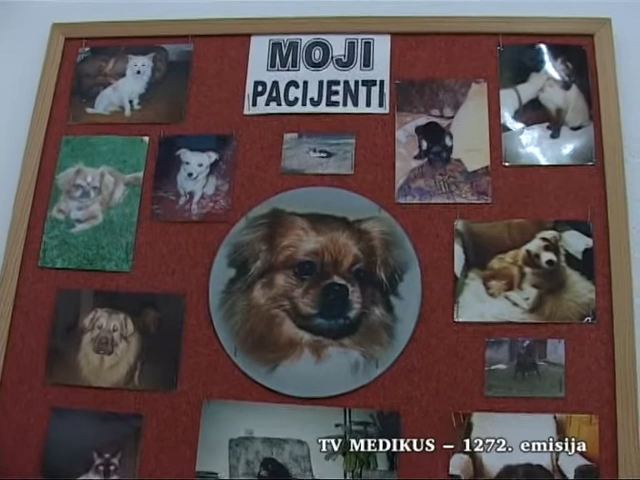 MOJI
PACIJENTI
TV MEDIKUS – 1272. emisija